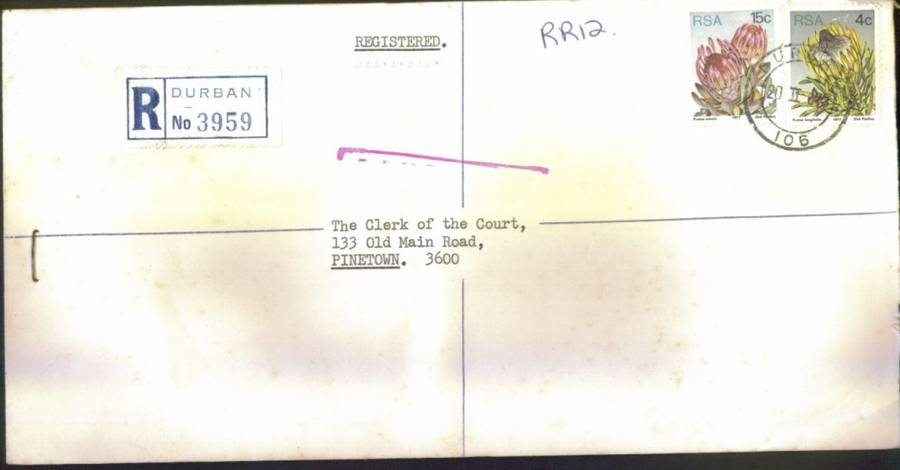 REGISTERED.
RR12.
RSA 15c
RSA 4c
R DURBAN
No 3959
106
The Clerk of the Court,
133 Old Main Road,
PINETOWN. 3600